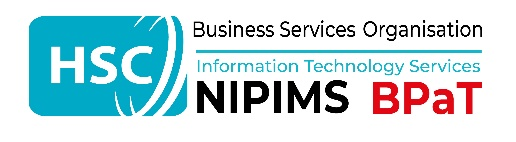 HSC
Business Services Organisation
Information Technology Services
NIPIMS BPaT